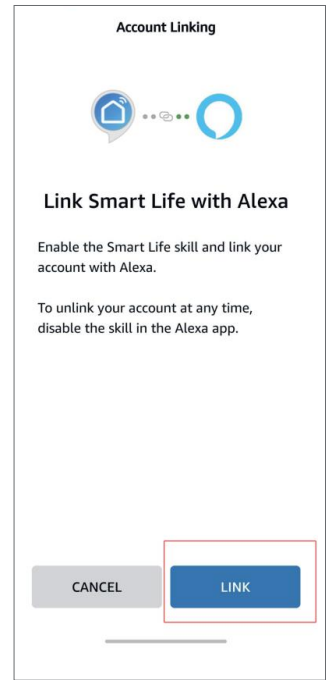 Account Linking
Link Smart Life with Alexa
Enable the Smart Life skill and link your
account with Alexa.
To unlink your account at any time,
disable the skill in the Alexa app.
CANCEL
LINK